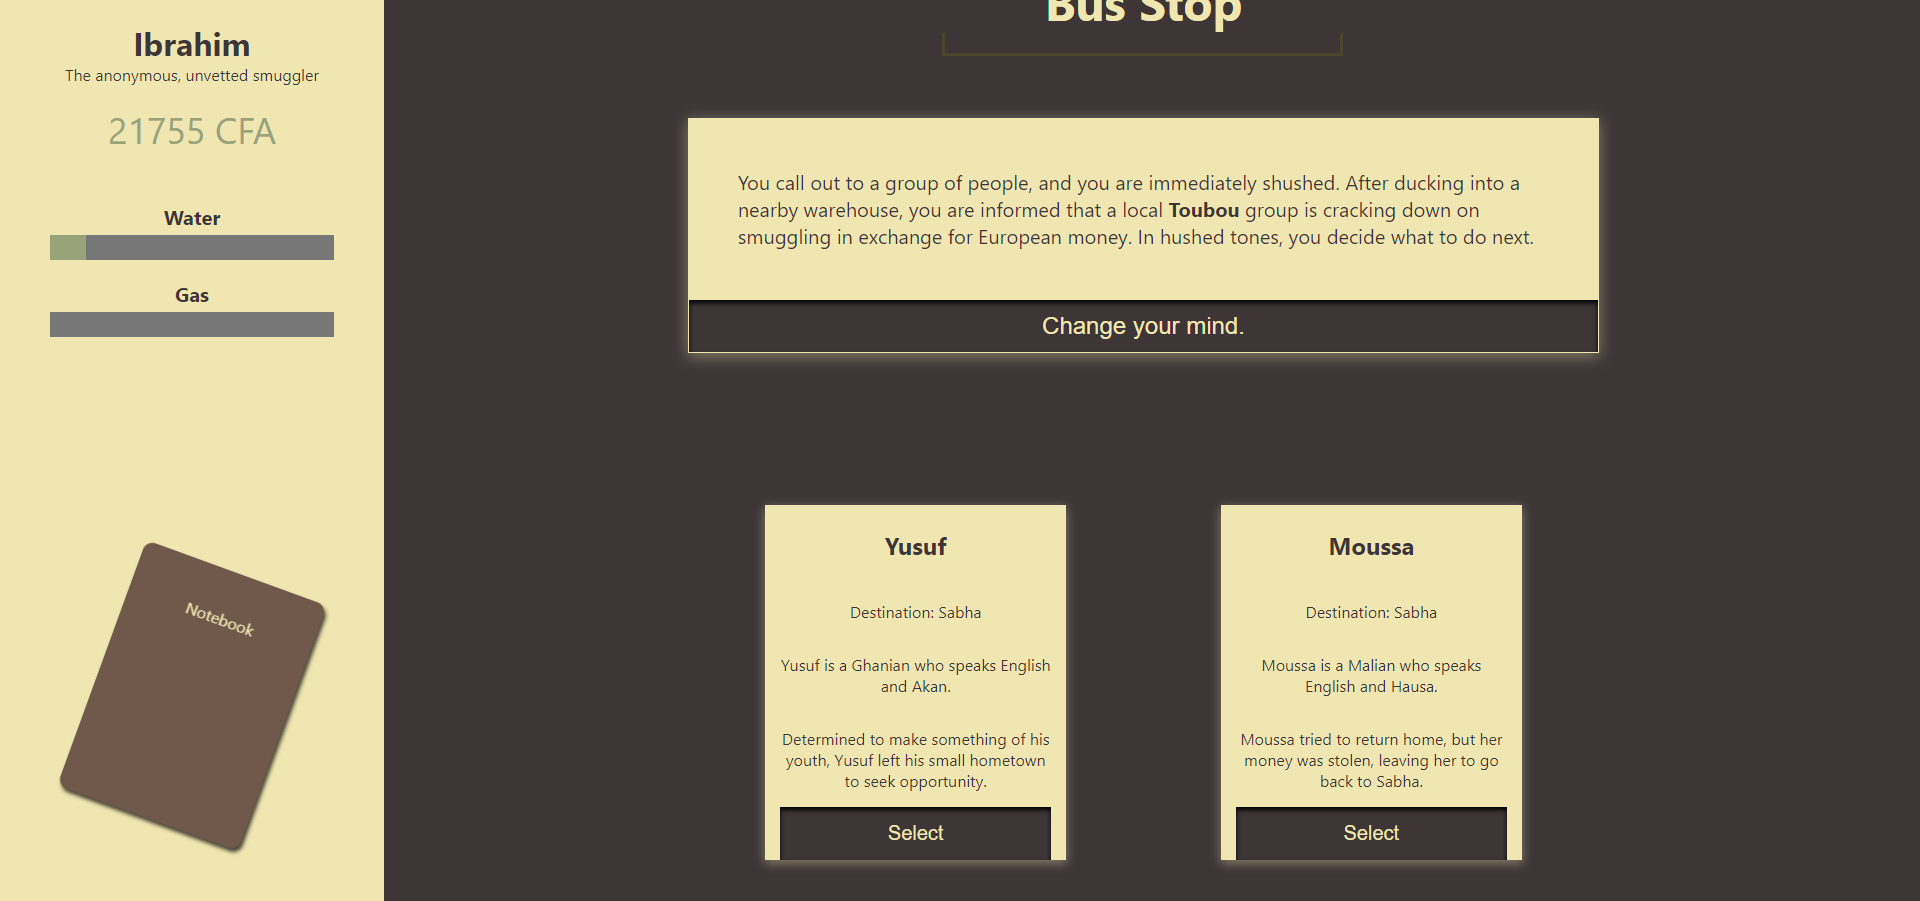 Ibrahim
The anonymous, unvetted smuggler
21755 CFA
Water
Gas
Notebook
Bus Stop
You call out to a group of people, and you are immediately shushed. After ducking into a
nearby warehouse, you are informed that a local Toubou group is cracking down on
smuggling in exchange for European money. In hushed tones, you decide what to do next.
Change your mind.
Yusuf
Destination: Sabha
Yusuf is a Ghanian who speaks English
and Akan.
Determined to make something of his
youth, Yusuf left his small hometown
to seek opportunity.
Select
Moussa
Destination: Sabha
Moussa is a Malian who speaks
English and Hausa.
Moussa tried to return home, but her
money was stolen, leaving her to go
back to Sabha.
Select